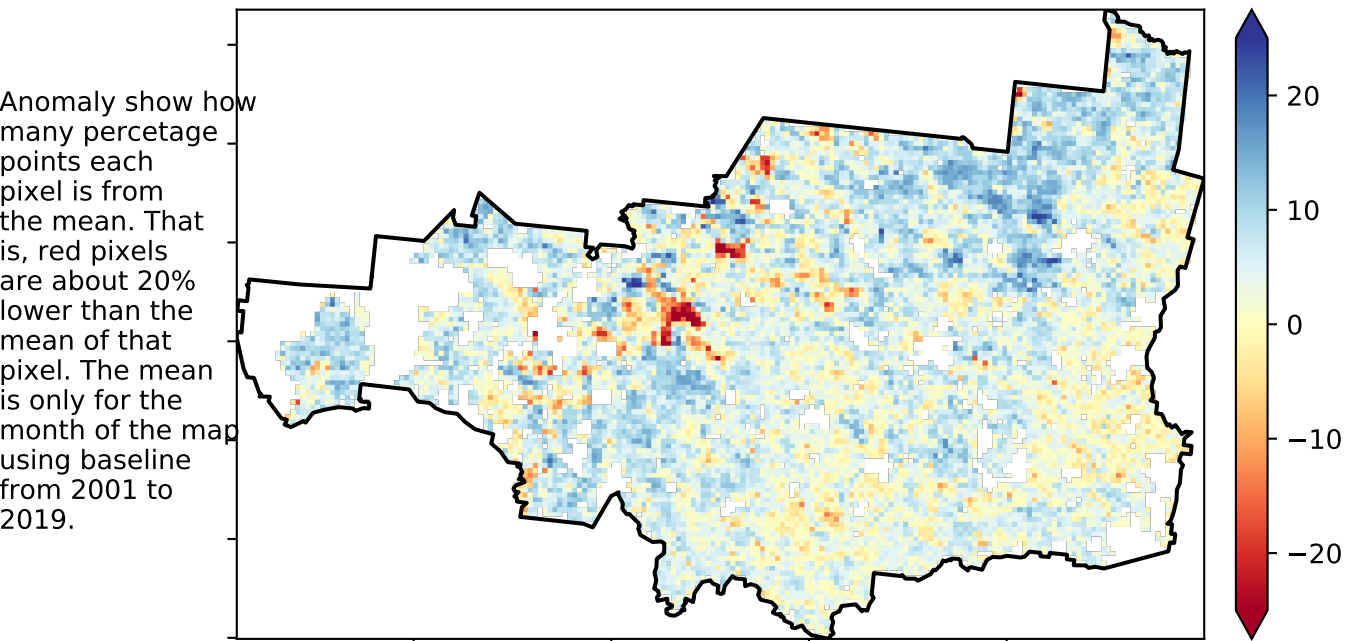 Anomaly show how
many percetage
points each
pixel is from
the mean. That
is, red pixels
are about 20%
lower than the
mean of that
pixel. The mean
is only for the
month of the map
using baseline
from 2001 to
2019.
20
10
0
−10
−20